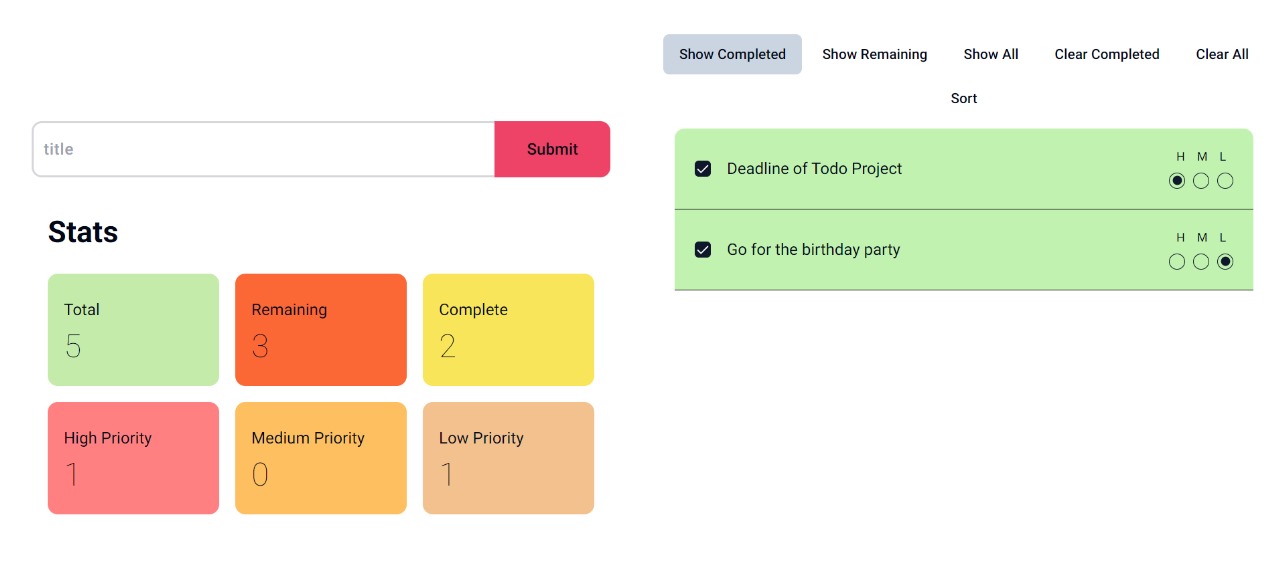 title
Submit
Stats
Total
5
Remaining
3
Complete
2
High Priority
1
Medium Priority
0
Low Priority
1
Show Completed
Show Remaining
Show All
Clear Completed
Clear All
Sort
Deadline of Todo Project
H M L
Go for the birthday party
H M L